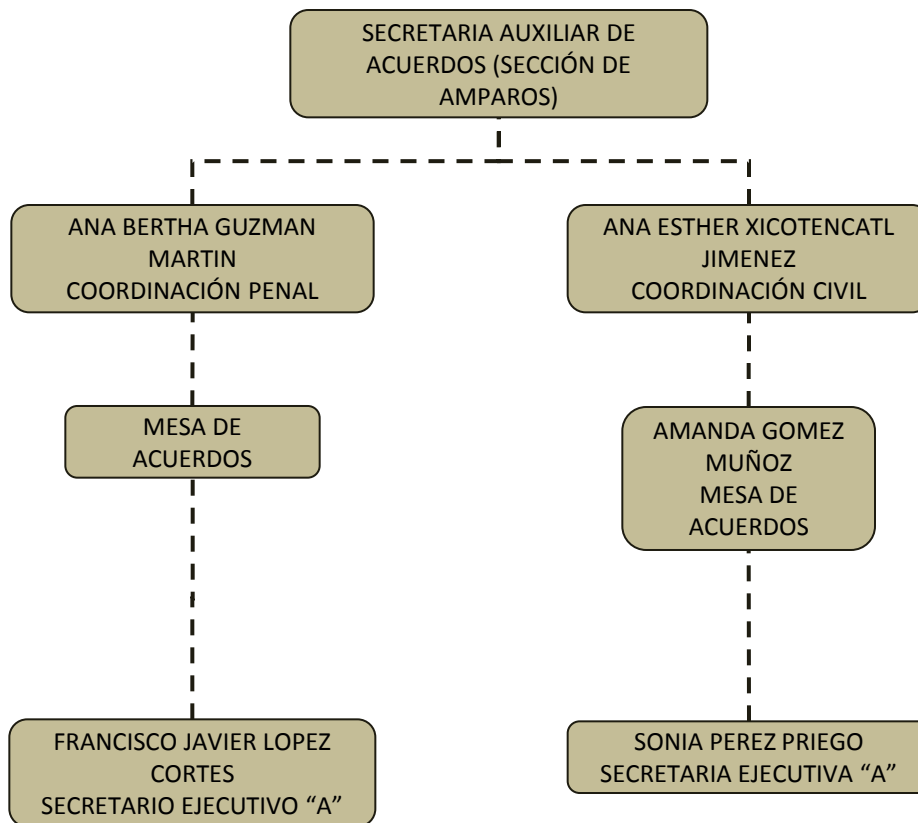 SECRETARIA AUXILIAR DE
ACUERDOS (SECCIÓN DE
AMPAROS)
ANA BERTHA GUZMAN
MARTIN
COORDINACIÓN PENAL
ANA ESTHER XICOTENCATL
JIMENEZ
COORDINACIÓN CIVIL
MESA DE
ACUERDOS
AMANDA GOMEZ
MUÑOZ
MESA DE
ACUERDOS
FRANCISCO JAVIER LOPEZ
CORTES
SECRETARIO EJECUTIVO “A”
SONIA PEREZ PRIEGO
SECRETARIA EJECUTIVA “A”